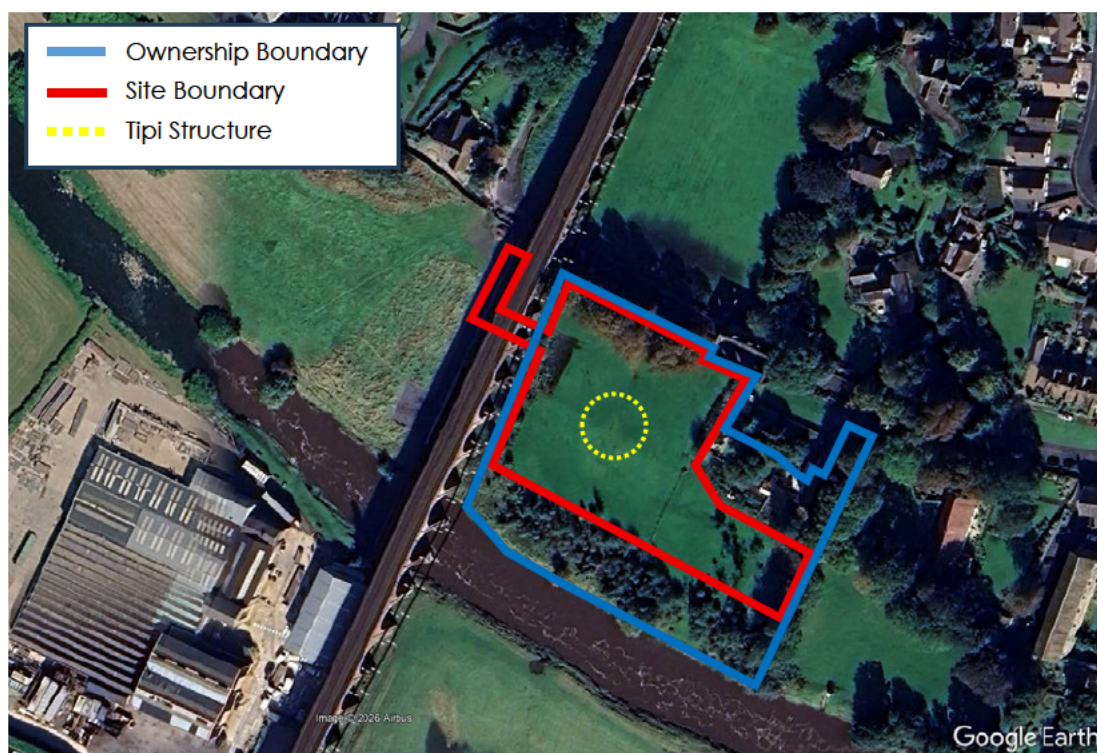 Ownership Boundary
Site Boundary
Tipi Structure
Image © 2026 Airbus
Google Earth